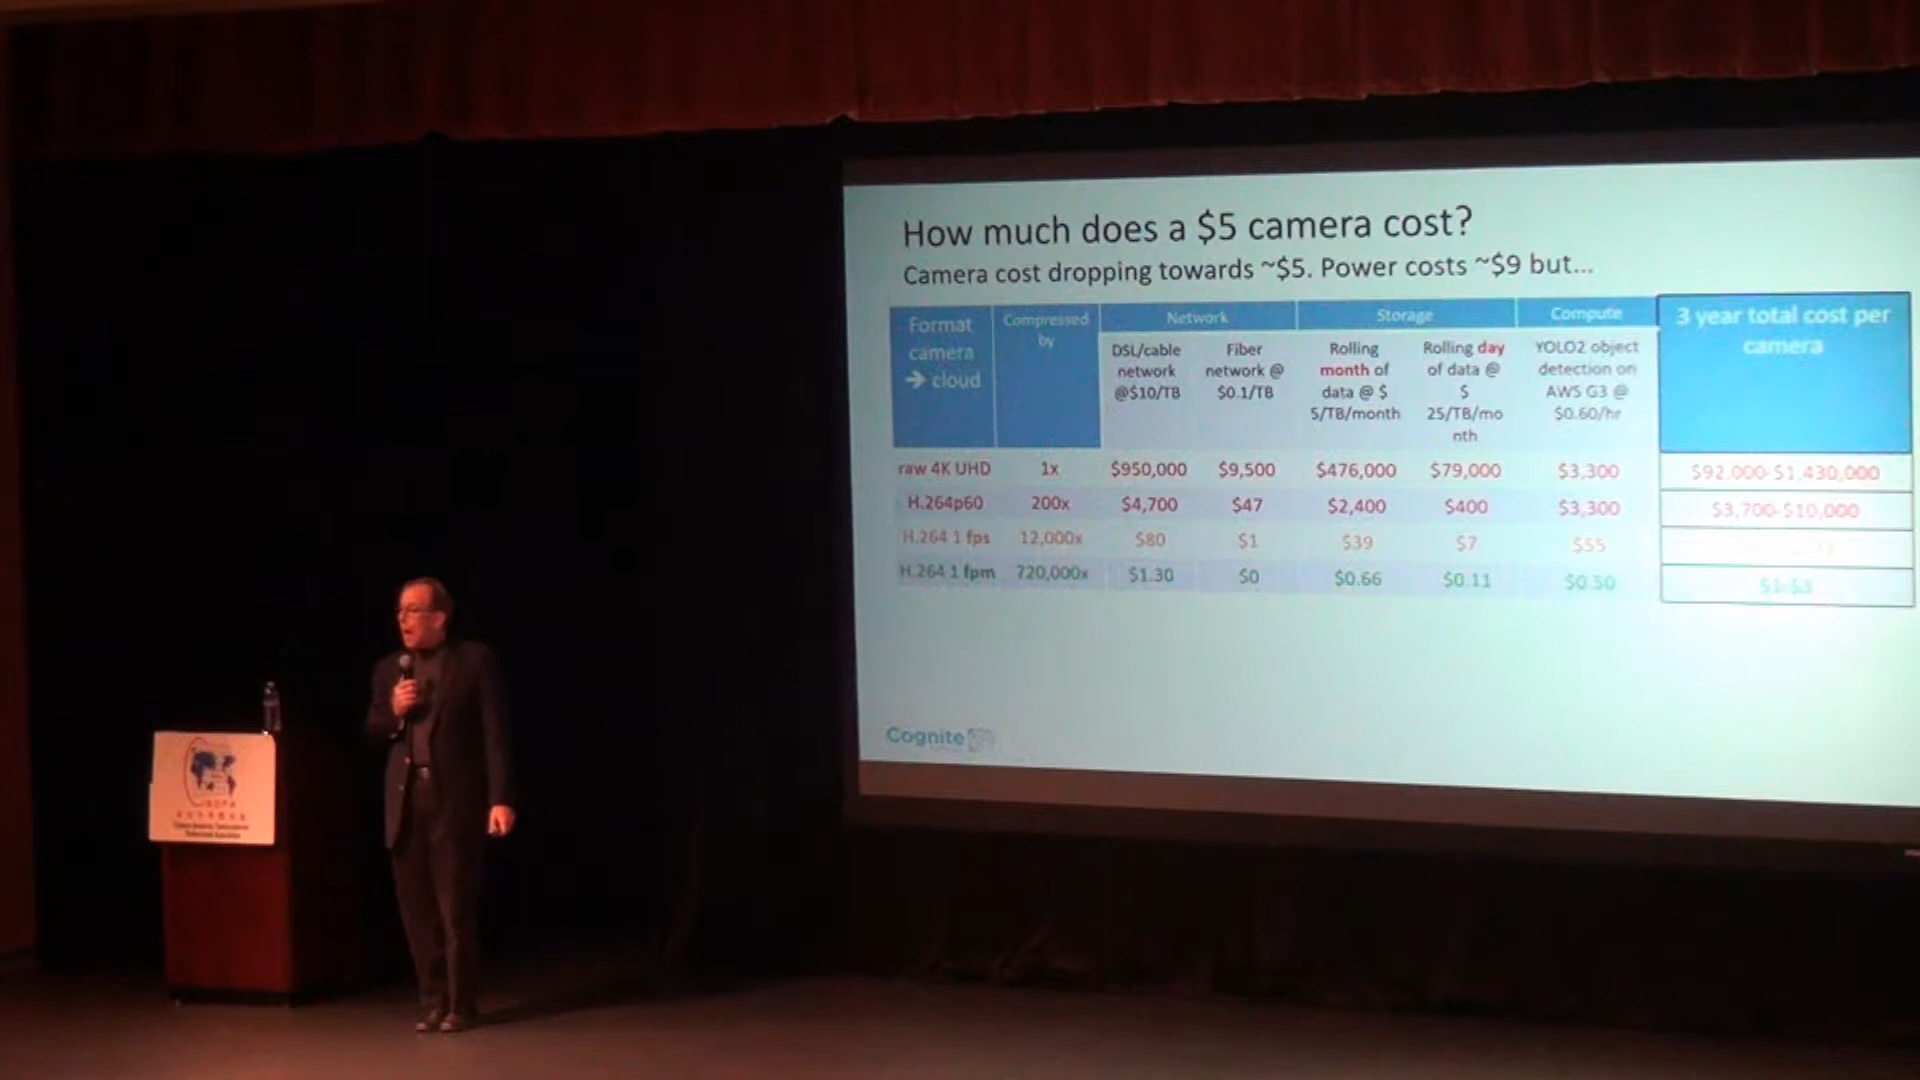 How much does a $5 camera cost?
Camera cost dropping towards ~$5. Power costs ~$9 but...
Format camera → cloud
Compressed by
Network
Storage
Compute
3 year total cost per camera
DSL/cable network @$10/TB
Fiber network @ $0.1/TB
Rolling month of data @ $ 5/TB/month
Rolling day of data @ $ 25/TB/mo nth
YOLO2 object detection on AWS G3 @ $0.60/hr
raw 4K UHD 1x $950,000 $9,500 $476,000 $79,000 $3,300 $92,000-$1,430,000
H.264p60 200x $4,700 $47 $2,400 $400 $3,300 $3,700-$10,000
H.264 1 fps 12,000x $80 $1 $39 $7 $55
H.264 1 fpm 720,000x $1.30 $0 $0.66 $0.11 $0.50 $1-$3
Cognite